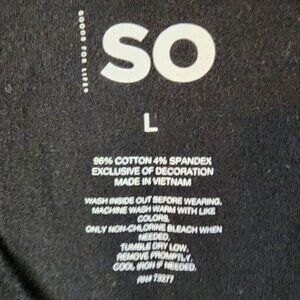 GOODS FOR LIFE®
SO
L
96% COTTON 4% SPANDEX
EXCLUSIVE OF DECORATION
MADE IN VIETNAM
WASH INSIDE OUT BEFORE WEARING,
MACHINE WASH WARM WITH LIKE
COLORS,
ONLY NON-CHLORINE BLEACH WHEN
NEEDED,
TUMBLE DRY LOW,
REMOVE PROMPTLY,
COOL IRON IF NEEDED.
RN# 73277